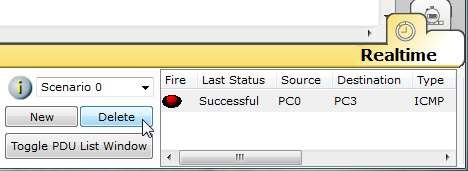 Realtime
Scenario 0
New
Delete
Toggle PDU List Window
Fire Last Status Source Destination Type
Successful PC0 PC3 ICMP